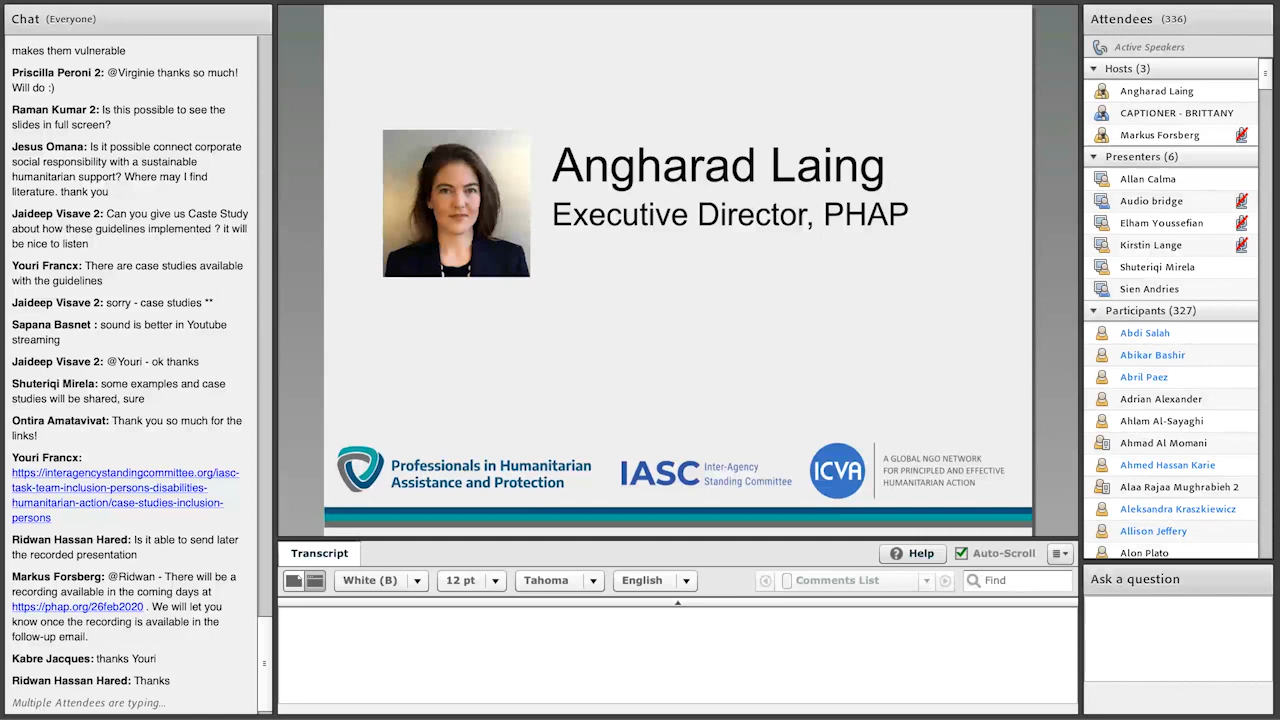 Chat (Everyone)
makes them vulnerable
Priscilla Peroni 2: @Virginie thanks so much!
Will do :)
Raman Kumar 2: Is this possible to see the
slides in full screen?
Jesus Omana: Is it possible connect corporate
social responsibility with a sustainable
humanitarian support? Where may I find
literature. thank you
Jaideep Visave 2: Can you give us Caste Study
about how these guidelines implemented ? it will
be nice to listen
Youri Francx: There are case studies available
with the guidelines
Jaideep Visave 2: sorry - case studies **
Sapana Basnet : sound is better in Youtube
streaming
Jaideep Visave 2: @Youri - ok thanks
Shuteriqi Mirela: some examples and case
studies will be shared, sure
Ontira Amatavivat: Thank you so much for the
links!
Youri Francx:
https://interagencystandingcommittee.org/iasc-
task-team-inclusion-persons-disabilities-
humanitarian-action/case-studies-inclusion-
persons
Ridwan Hassan Hared: Is it able to send later
the recorded presentation
Markus Forsberg: @Ridwan - There will be a
recording available in the coming days at
https://phap.org/26feb2020 . We will let you
know once the recording is available in the
follow-up email.
Kabre Jacques: thanks Youri
Ridwan Hassan Hared: Thanks
Multiple Attendees are typing...
Angharad Laing
Executive Director, PHAP
Professionals in Humanitarian
Assistance and Protection
IASC Inter-Agency
Standing Committee
ICVA
A GLOBAL NGO NETWORK
FOR PRINCIPLED AND EFFECTIVE
HUMANITARIAN ACTION
Transcript
Help
Auto-Scroll
White (B)
12 pt
Tahoma
English
Comments List
Find
Attendees (336)
Active Speakers
Hosts (3)
Angharad Laing
CAPTIONER - BRITTANY
Markus Forsberg
Presenters (6)
Allan Calma
Audio bridge
Elham Youssefian
Kirstin Lange
Shuteriqi Mirela
Sien Andries
Participants (327)
Abdi Salah
Abikar Bashir
Abril Paez
Adrian Alexander
Ahlam Al-Sayaghi
Ahmad Al Momani
Ahmed Hassan Karie
Alaa Rajaa Mughrabieh 2
Aleksandra Kraszkiewicz
Allison Jeffery
Alon Plato
Ask a question